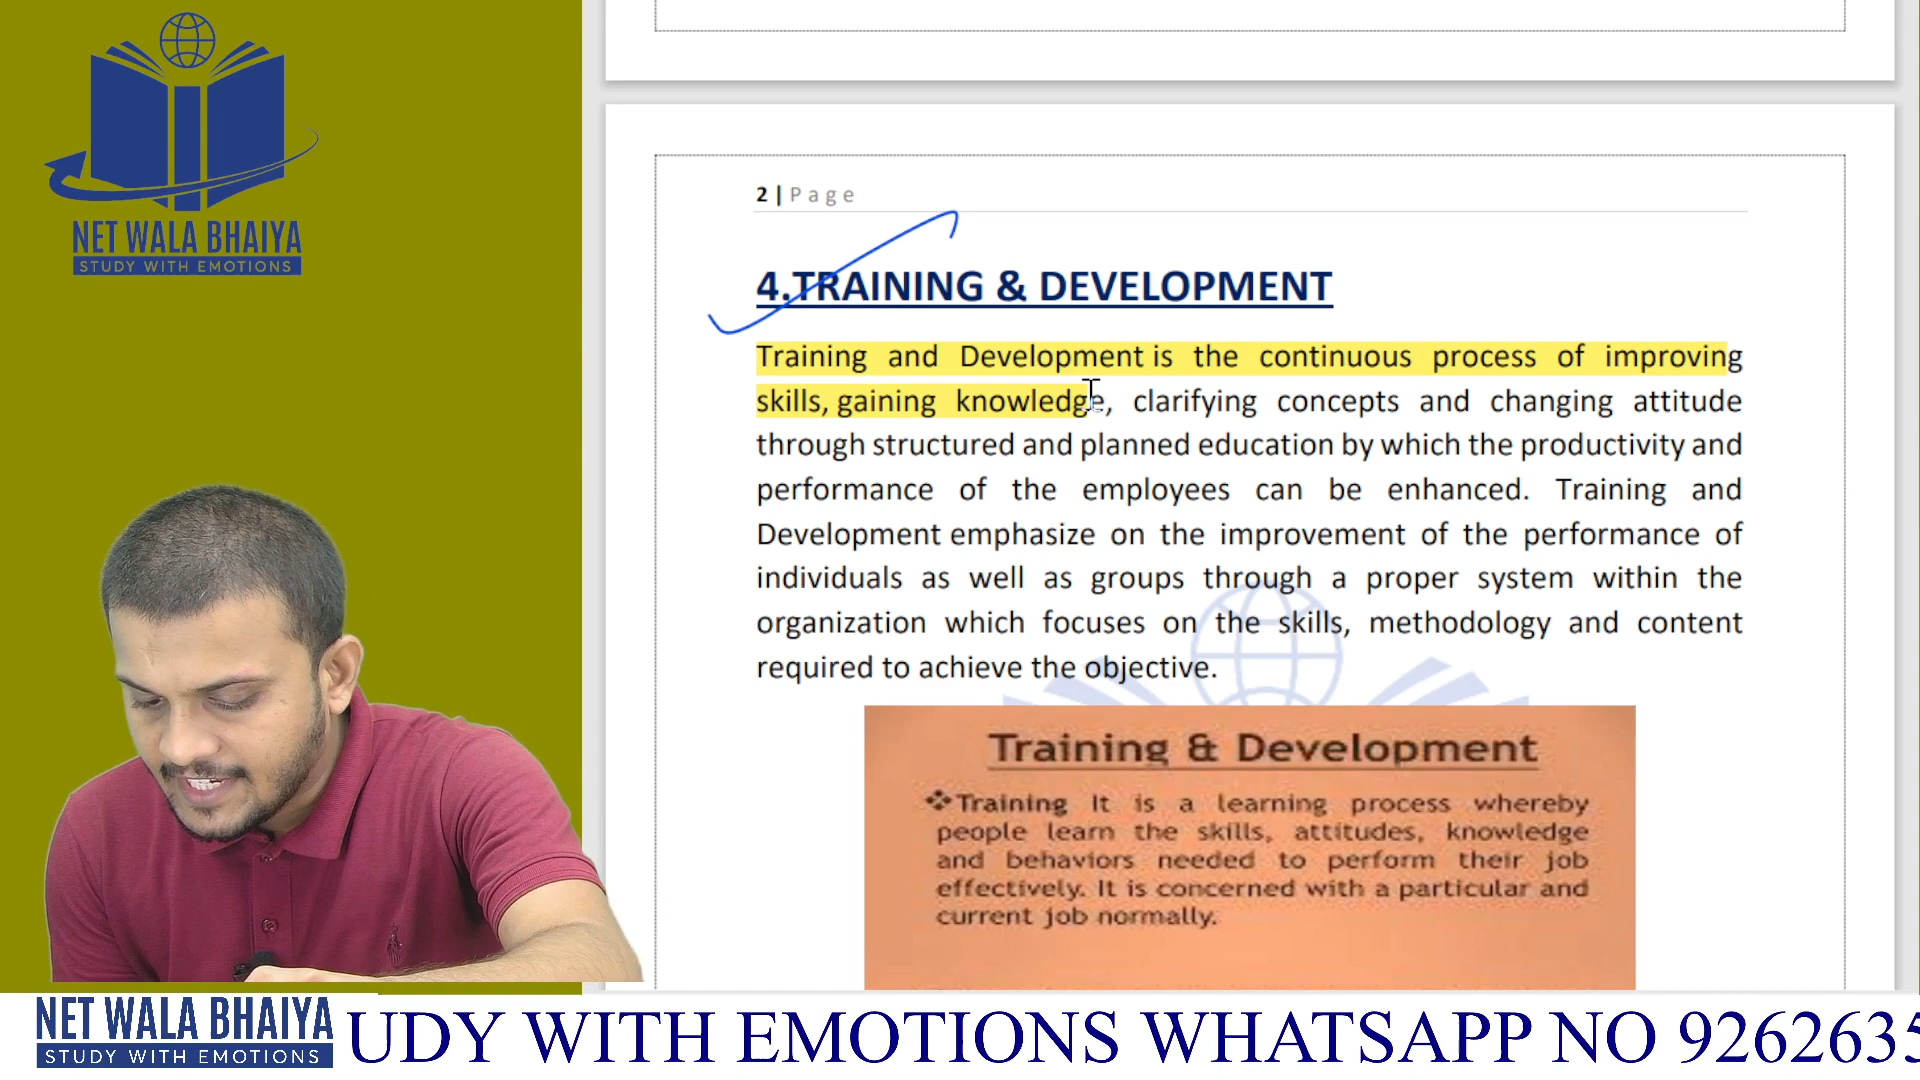 NET WALA BHAIYA
STUDY WITH EMOTIONS
2 | Page
4.TRAINING & DEVELOPMENT
Training and Development is the continuous process of improving
skills, gaining knowledge, clarifying concepts and changing attitude
through structured and planned education by which the productivity and
performance of the employees can be enhanced. Training and
Development emphasize on the improvement of the performance of
individuals as well as groups through a proper system within the
organization which focuses on the skills, methodology and content
required to achieve the objective.
Training & Development
❖Training It is a learning process whereby
people learn the skills, attitudes, knowledge
and behaviors needed to perform their job
effectively. It is concerned with a particular and
current job normally.
NET WALA BHAIYA
STUDY WITH EMOTIONS
UDY WITH EMOTIONS WHATSAPP NO 926263